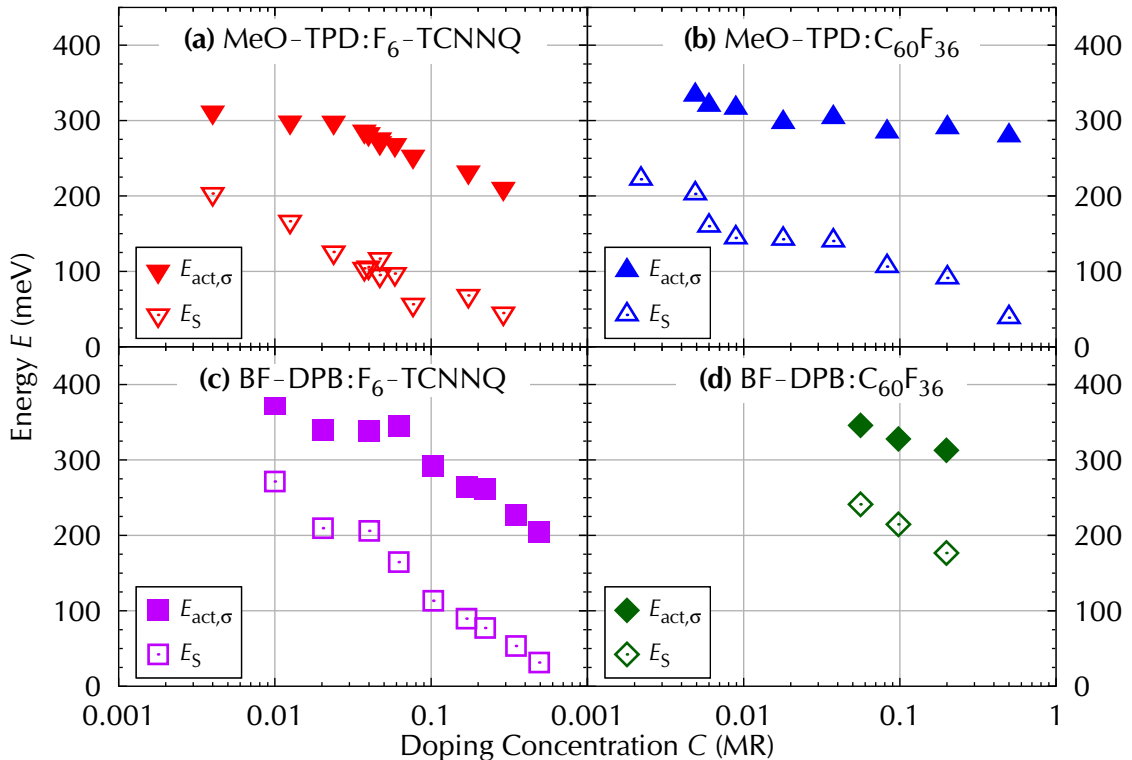 (a) MeO-TPD:F6-TCNNQ
(b) MeO-TPD:C60F36
400
300
200
100
0
Eact,σ
ES
Eact,σ
ES
400
300
200
100
0
(c) BF-DPB:F6-TCNNQ
(d) BF-DPB:C60F36
400
300
200
100
0
Eact,σ
ES
Eact,σ
ES
400
300
200
100
0
Energy E (meV)
0.001
0.01
0.1
0.001
0.01
0.1
1
Doping Concentration C (MR)